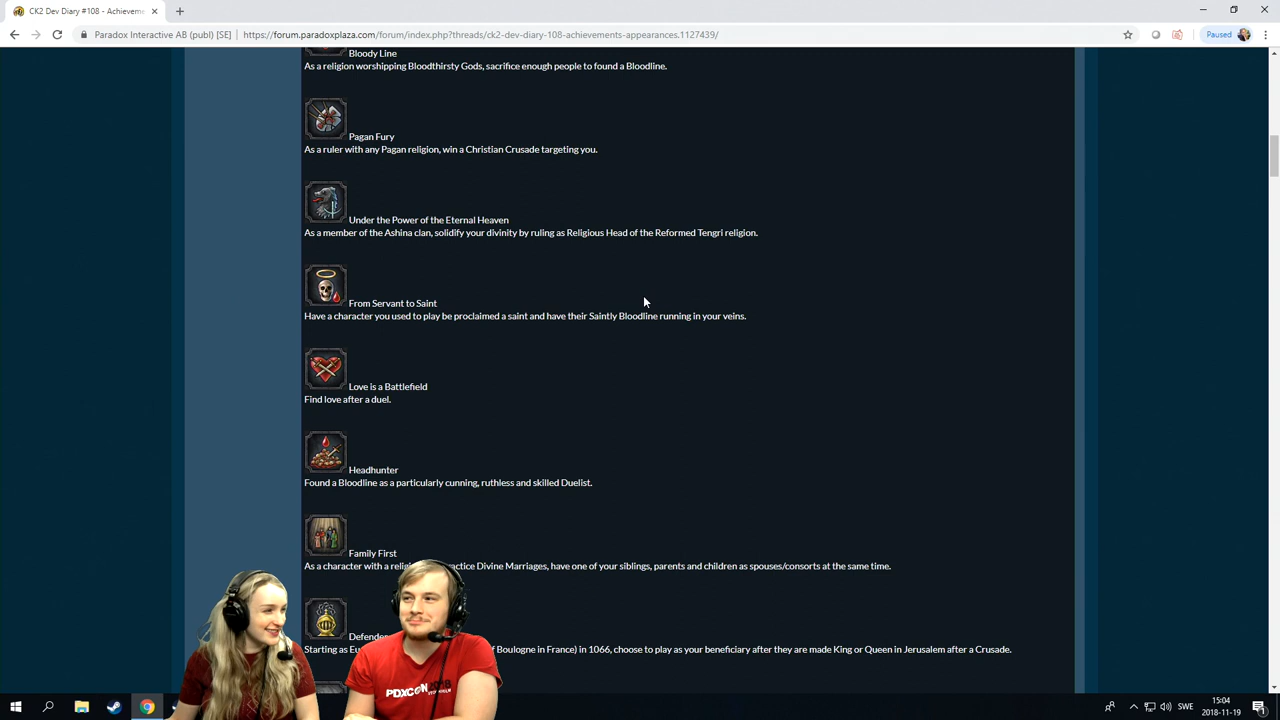 CK2 Dev Diary #108 - Achieveme
Paradox Interactive AB (publ) [SE] https://forum.paradoxplaza.com/forum/index.php?threads/ck2-dev-diary-108-achievements-appearances.1127439/
Paused
Bloody Line
As a religion worshipping Bloodthirsty Gods, sacrifice enough people to found a Bloodline.
Pagan Fury
As a ruler with any Pagan religion, win a Christian Crusade targeting you.
Under the Power of the Eternal Heaven
As a member of the Ashina clan, solidify your divinity by ruling as Religious Head of the Reformed Tengri religion.
From Servant to Saint
Have a character you used to play be proclaimed a saint and have their Saintly Bloodline running in your veins.
Love is a Battlefield
Find love after a duel.
Headhunter
Found a Bloodline as a particularly cunning, ruthless and skilled Duelist.
Family First
As a character with a relig practice Divine Marriages, have one of your siblings, parents and children as spouses/consorts at the same time.
Defende
Starting as Eu f Boulogne in France) in 1066, choose to play as your beneficiary after they are made King or Queen in Jerusalem after a Crusade.
PDXCON
SWE
15:04
2018-11-19